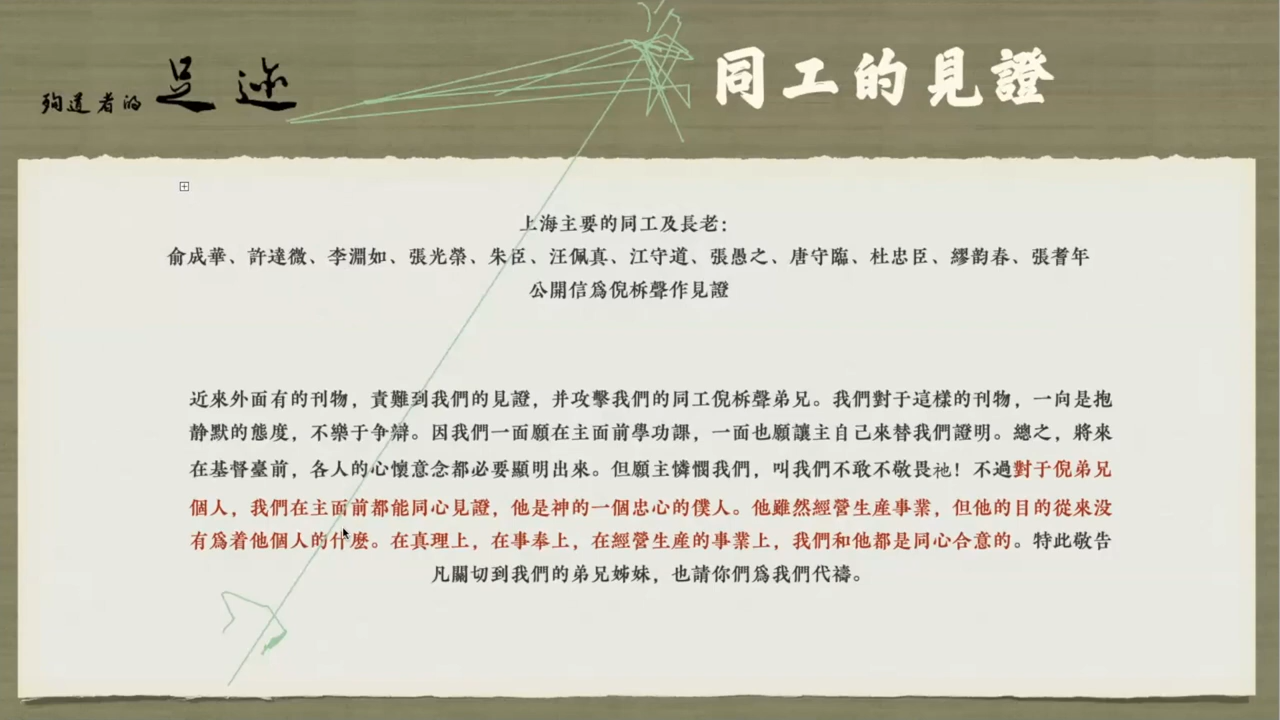 殉道者的 足迹
同工的見證
上海主要的同工及長老：
俞成華、許達微、李淵如、張光榮、朱臣、汪佩真、江守道、張愚之、唐守臨、杜忠臣、繆韵春、張耆年
公開信爲倪柝聲作見證
近來外面有的刊物，責難到我們的見證，并攻擊我們的同工倪柝聲弟兄。我們對于這樣的刊物，一向是抱
静默的態度，不樂于争辯。因我們一面願在主面前學功課，一面也願讓主自己來替我們證明。總之，將來
在基督臺前，各人的心懷意念都必要顯明出來。但願主憐憫我們，叫我們不敢不敬畏祂！不過對于倪弟兄
個人，我們在主面前都能同心見證，他是神的一個忠心的僕人。他雖然經營生産事業，但他的目的從來没
有爲着他個人的什麽。在真理上，在事奉上，在經營生産的事業上，我們和他都是同心合意的。特此敬告
凡關切到我們的弟兄姊妹，也請你們爲我們代禱。